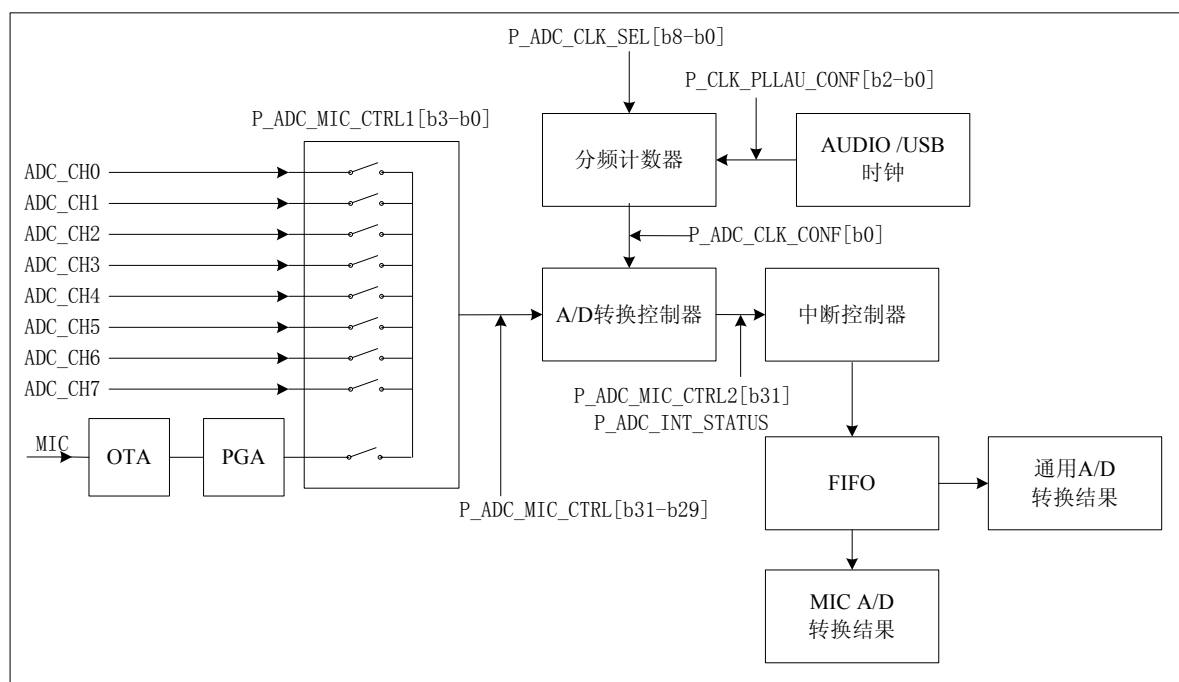 P_ADC_CLK_SEL[b8-b0]
P_CLK_PLLAU_CONF[b2-b0]
P_ADC_MIC_CTRL1[b3-b0]
分频计数器
AUDIO /USB
时钟
ADC_CH0
ADC_CH1
ADC_CH2
ADC_CH3
ADC_CH4
ADC_CH5
ADC_CH6
ADC_CH7
P_ADC_CLK_CONF[b0]
A/D转换控制器
中断控制器
P_ADC_MIC_CTRL2[b31]
P_ADC_INT_STATUS
MIC
OTA
PGA
P_ADC_MIC_CTRL[b31-b29]
FIFO
通用A/D
转换结果
MIC A/D
转换结果